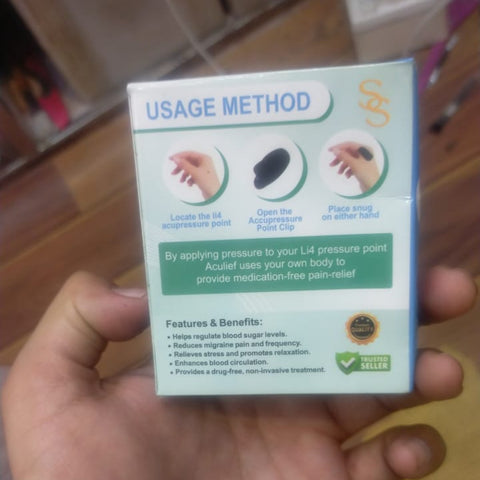 USAGE METHOD
Locate the li4
acupressure point
Open the
Accupressure
Point Clip
Place snug
on either hand
By applying pressure to your Li4 pressure point
Aculief uses your own body to
provide medication-free pain-relief
Features & Benefits:
• Helps regulate blood sugar levels.
• Reduces migraine pain and frequency.
• Relieves stress and promotes relaxation.
• Enhances blood circulation.
• Provides a drug-free, non-invasive treatment.
QUALITY
TRUSTED
SELLER